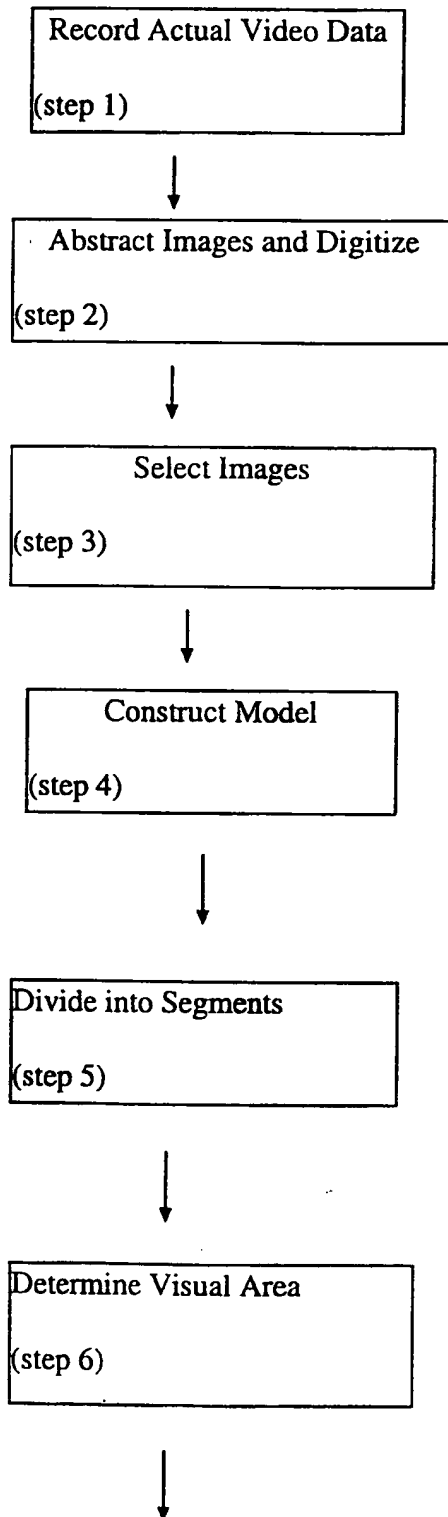 Record Actual Video Data
(step 1)
Abstract Images and Digitize
(step 2)
Select Images
(step 3)
Construct Model
(step 4)
Divide into Segments
(step 5)
Determine Visual Area
(step 6)